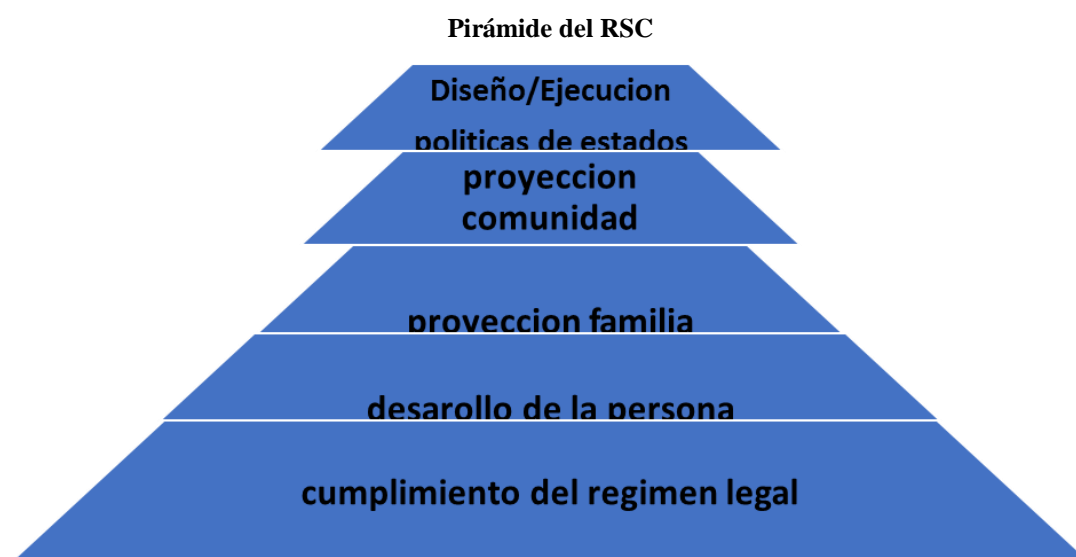 Pirámide del RSC
Diseño/Ejecucion
politicas de estados
proyeccion
comunidad
proyeccion familia
desarollo de la persona
cumplimiento del regimen legal